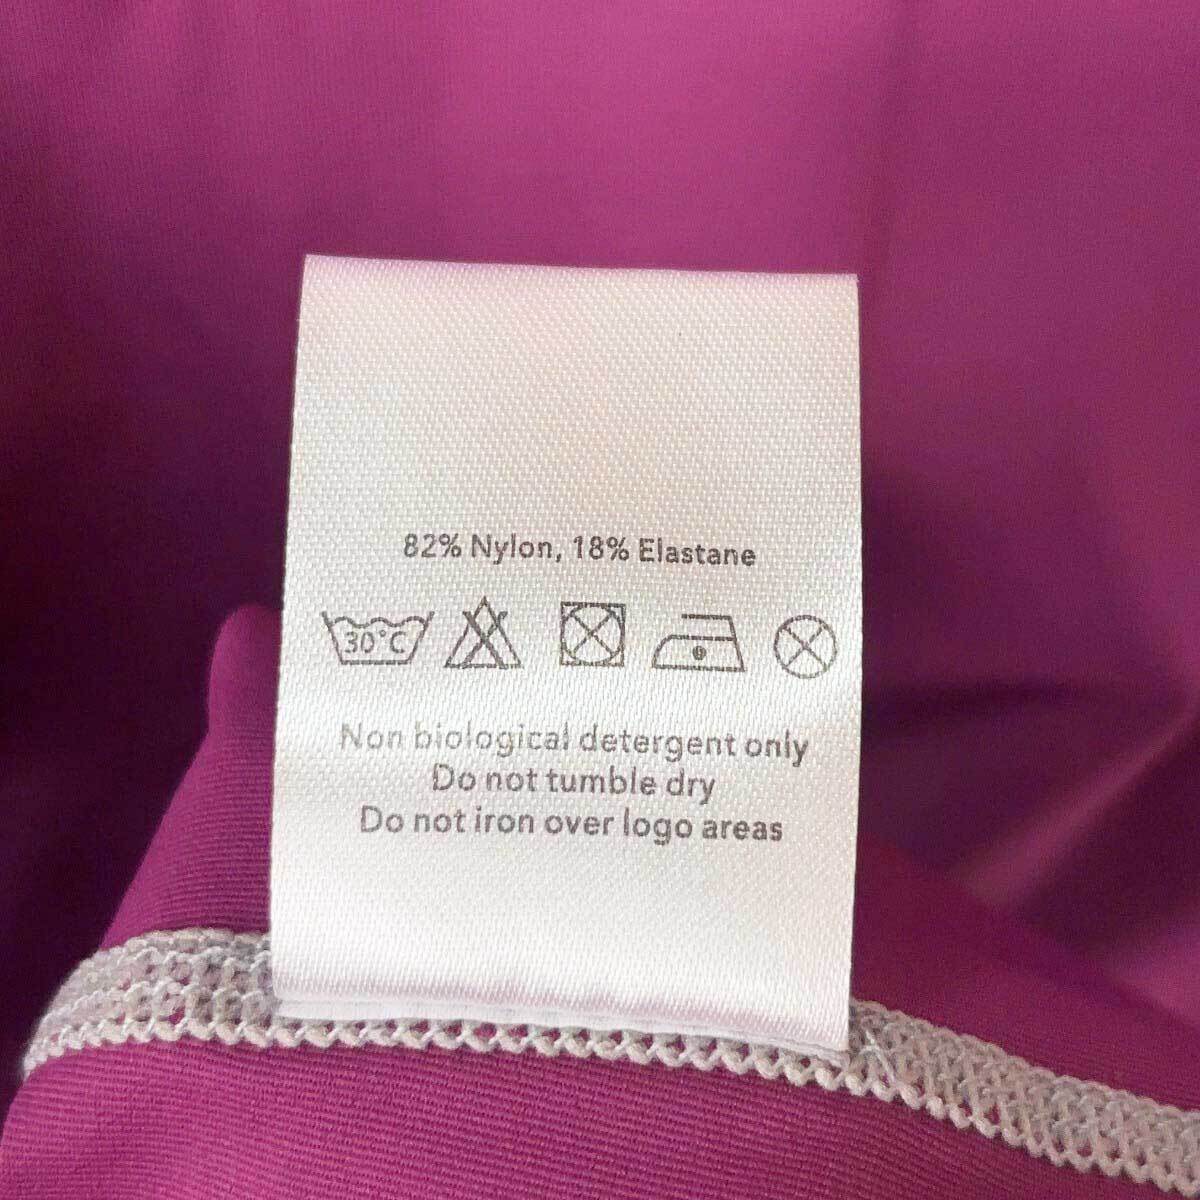 82% Nylon, 18% Elastane
30°C
Non biological detergent only
Do not tumble dry
Do not iron over logo areas